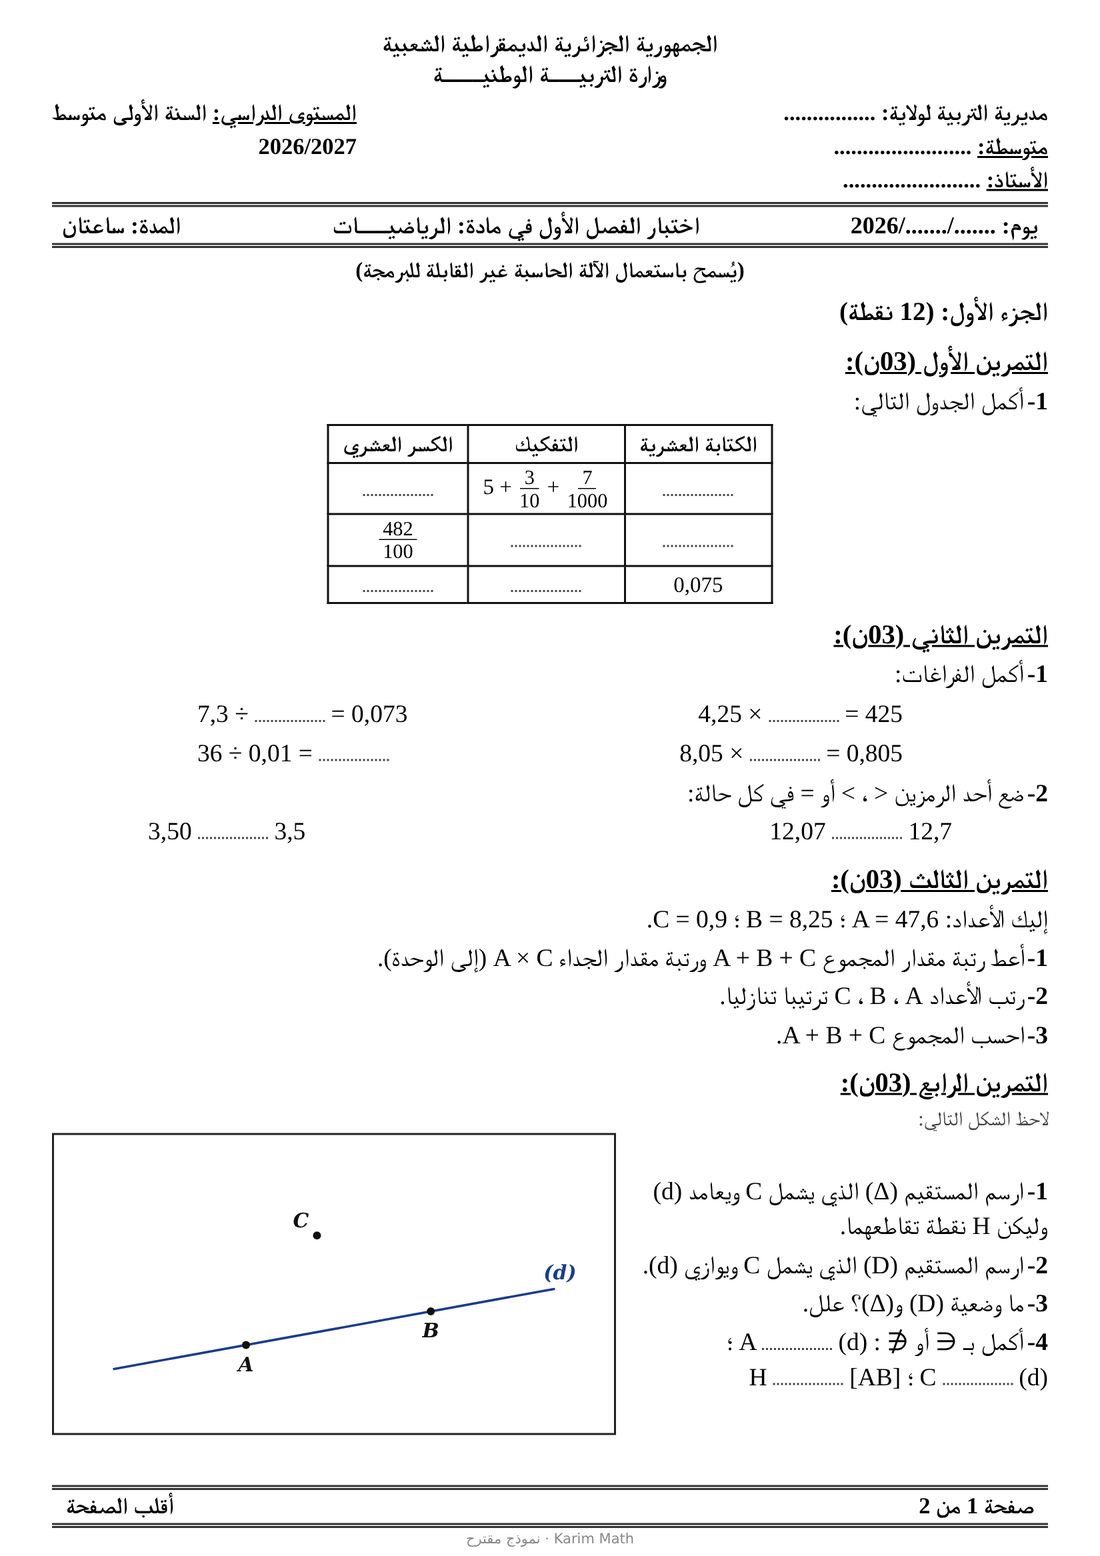 الجمهورية الجزائرية الديمقراطية الشعبية
وزارة التربيـــــة الوطنيـــــــة
مديرية التربية لولاية: ................
المستوى الدراسي: السنة الأولى متوسط
متوسطة: ........................
2026/2027
الأستاذ: ........................
يوم: ......./......./2026
اختبار الفصل الأول في مادة: الرياضيـــــات
المدة: ساعتان
(يُسمح باستعمال الآلة الحاسبة غير القابلة للبرمجة)
الجزء الأول: (12 نقطة)
التمرين الأول (03ن):
1- أكمل الجدول التالي:
الكتابة العشرية | التفكيك | الكسر العشري
.................. | 5 + 3/10 + 7/1000 | ..................
.................. | .................. | 482/100
0,075 | .................. | ..................
التمرين الثاني (03ن):
1- أكمل الفراغات:
4,25 × .................. = 425
7,3 ÷ .................. = 0,073
8,05 × .................. = 0,805
36 ÷ 0,01 = ..................
2- ضع أحد الرمزين < ، > أو = في كل حالة:
12,07 .................. 12,7
3,50 .................. 3,5
التمرين الثالث (03ن):
إليك الأعداد: A = 47,6 ؛ B = 8,25 ؛ C = 0,9.
1- أعط رتبة مقدار المجموع A + B + C ورتبة مقدار الجداء A × C (إلى الوحدة).
2- رتب الأعداد A ، B ، C ترتيبا تنازليا.
3- احسب المجموع A + B + C.
التمرين الرابع (03ن):
لاحظ الشكل التالي:
1- ارسم المستقيم (Δ) الذي يشمل C ويعامد (d)
وليكن H نقطة تقاطعهما.
2- ارسم المستقيم (D) الذي يشمل C ويوازي (d).
3- ما وضعية (D) و(Δ)؟ علل.
4- أكمل بـ ∈ أو ∉ : A .................. (d) ؛
C .................. (d) ؛ H .................. [AB]
C
(d)
B
A
صفحة 1 من 2
أقلب الصفحة
نموذج مقترح · Karim Math